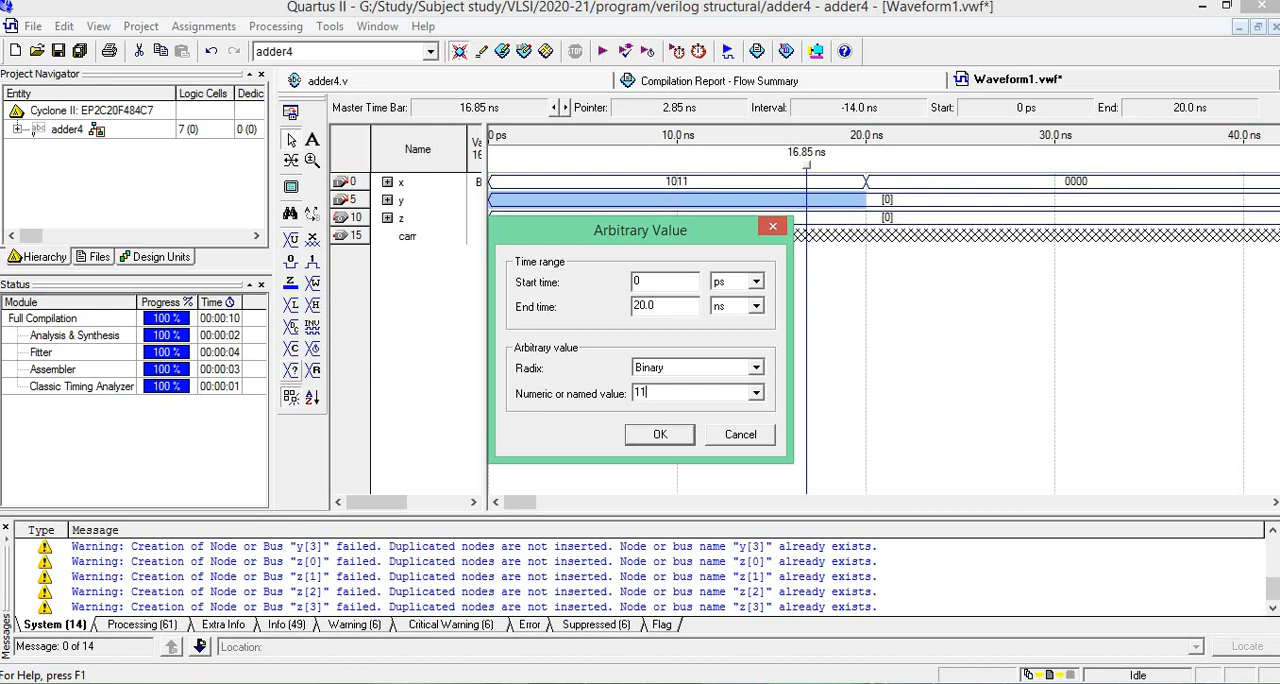 Quartus II - G:/Study/Subject study/VLSI/2020-21/program/verilog structural/adder4 - adder4 - [Waveform1.vwf*]
File Edit View Project Assignments Processing Tools Window Help
adder4
Project Navigator
Entity Logic Cells Dedic
Cyclone II: EP2C20F484C7
adder4 7 (0) 0 (0)
Hierarchy Files Design Units
Status
Module Progress % Time
Full Compilation 100 % 00:00:10
Analysis & Synthesis 100 % 00:00:02
Fitter 100 % 00:00:04
Assembler 100 % 00:00:03
Classic Timing Analyzer 100 % 00:00:01
adder4.v Compilation Report - Flow Summary Waveform1.vwf*
Master Time Bar: 16.85 ns Pointer: 2.85 ns Interval: -14.0 ns Start: 0 ps End: 20.0 ns
Name 0 ps 10.0 ns 20.0 ns 30.0 ns 40.0 ns
16.85 ns
0 x B 1011 0000
5 y [0]
10 z [0]
15 carr
Arbitrary Value
Time range
Start time: 0 ps
End time: 20.0 ns
Arbitrary value
Radix: Binary
Numeric or named value: 11
OK Cancel
Type Message
Warning: Creation of Node or Bus "y[3]" failed. Duplicated nodes are not inserted. Node or bus name "y[3]" already exists.
Warning: Creation of Node or Bus "z[0]" failed. Duplicated nodes are not inserted. Node or bus name "z[0]" already exists.
Warning: Creation of Node or Bus "z[1]" failed. Duplicated nodes are not inserted. Node or bus name "z[1]" already exists.
Warning: Creation of Node or Bus "z[2]" failed. Duplicated nodes are not inserted. Node or bus name "z[2]" already exists.
Warning: Creation of Node or Bus "z[3]" failed. Duplicated nodes are not inserted. Node or bus name "z[3]" already exists.
System (14) Processing (61) Extra Info Info (49) Warning (6) Critical Warning (6) Error Suppressed (6) Flag
Messages
Message: 0 of 14 Location: Locate
For Help, press F1 Idle